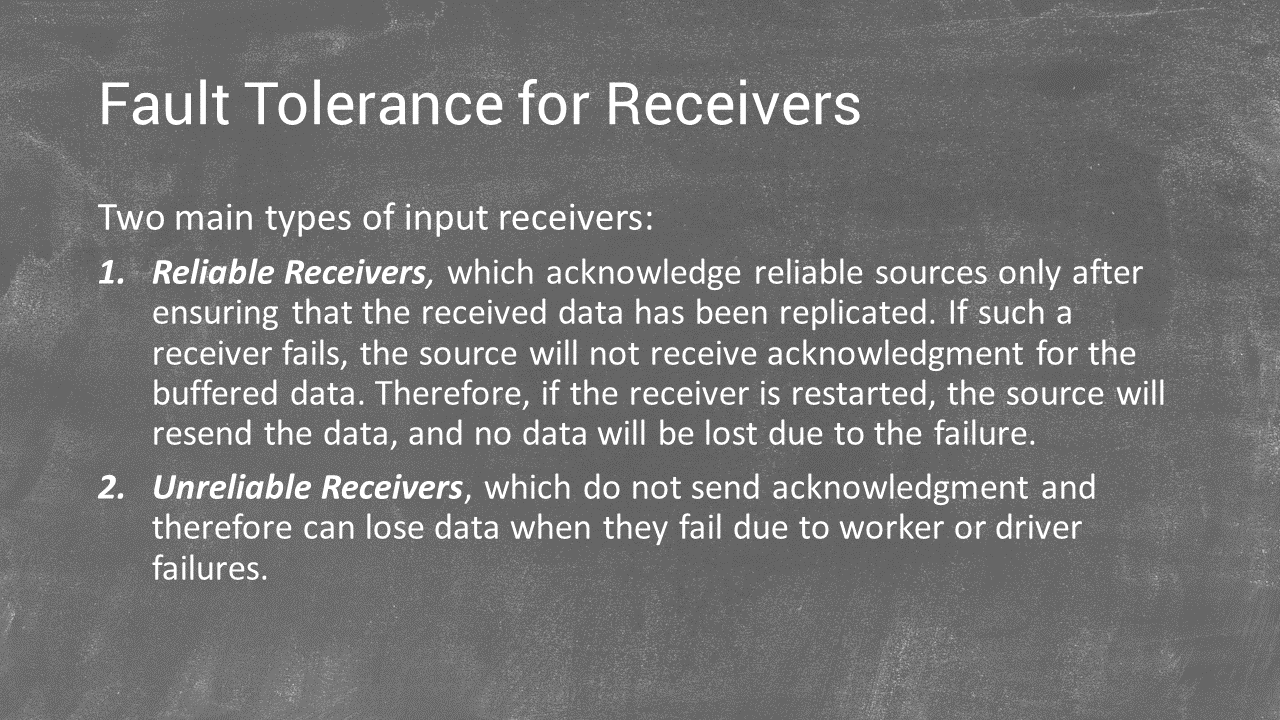 Fault Tolerance for Receivers
Two main types of input receivers:
1. Reliable Receivers, which acknowledge reliable sources only after
ensuring that the received data has been replicated. If such a
receiver fails, the source will not receive acknowledgment for the
buffered data. Therefore, if the receiver is restarted, the source will
resend the data, and no data will be lost due to the failure.
2. Unreliable Receivers, which do not send acknowledgment and
therefore can lose data when they fail due to worker or driver
failures.